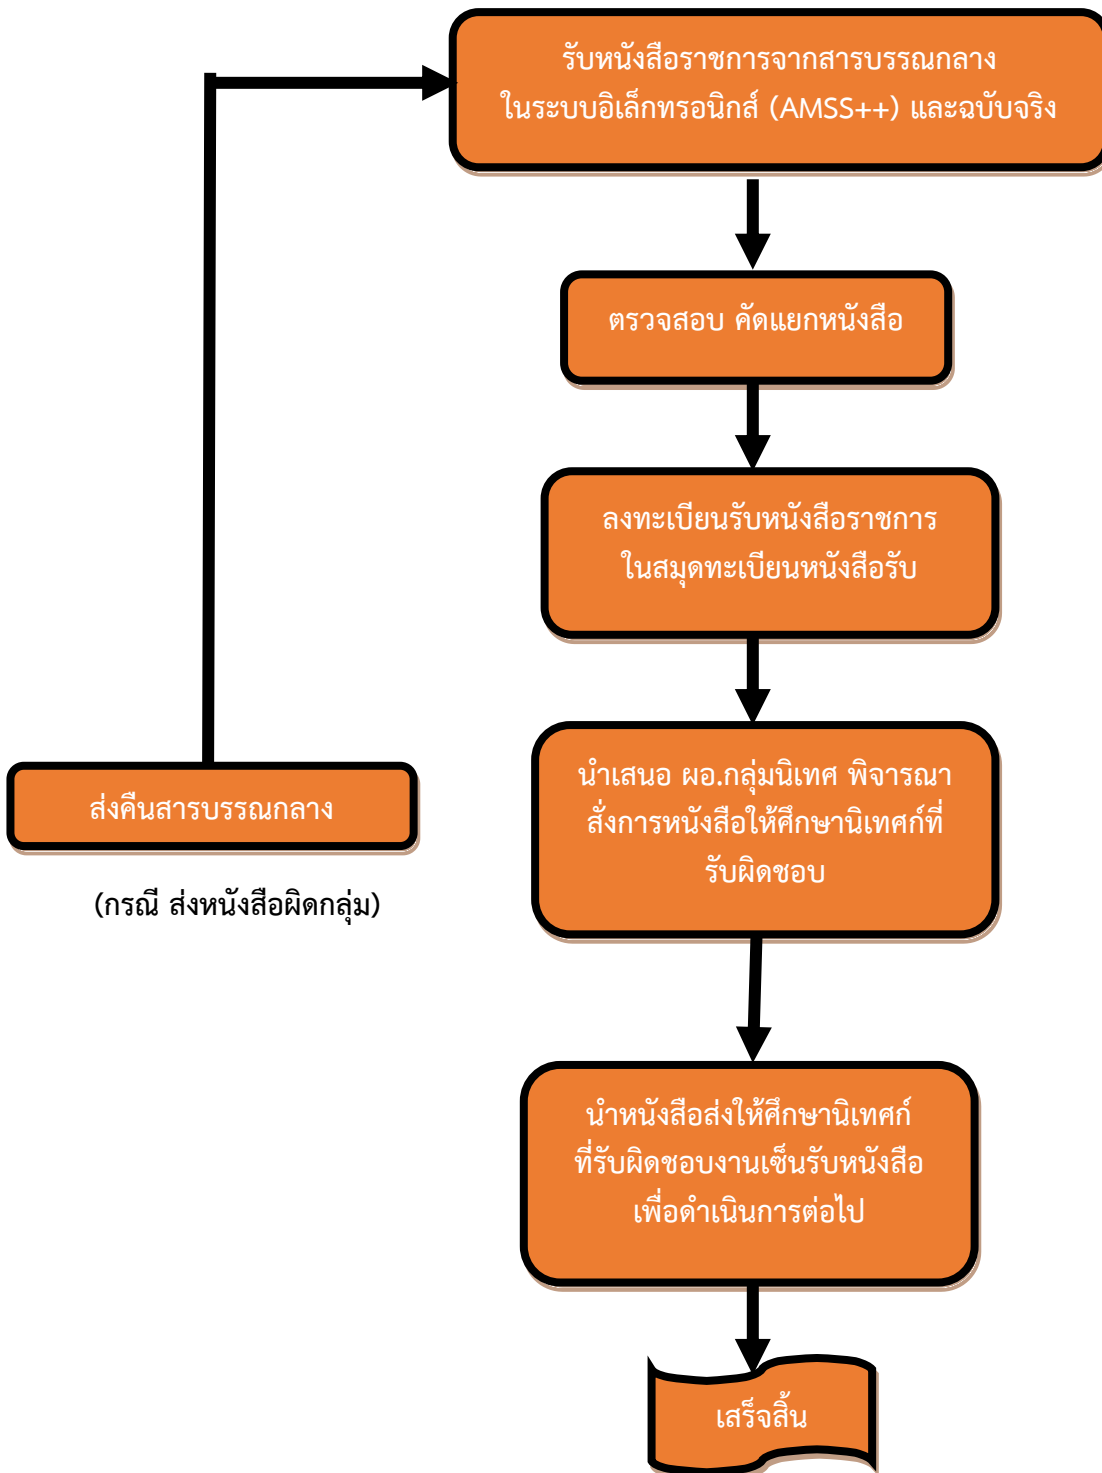 รับหนังสือราชการจากสารบรรณกลาง
ในระบบอิเล็กทรอนิกส์ (AMSS++) และฉบับจริง
ตรวจสอบ คัดแยกหนังสือ
ลงทะเบียนรับหนังสือราชการ
ในสมุดทะเบียนหนังสือรับ
นำเสนอ ผอ.กลุ่มนิเทศ พิจารณา
สั่งการหนังสือให้ศึกษานิเทศก์ที่
รับผิดชอบ
ส่งคืนสารบรรณกลาง
(กรณี ส่งหนังสือผิดกลุ่ม)
นำหนังสือส่งให้ศึกษานิเทศก์
ที่รับผิดชอบงานเซ็นรับหนังสือ
เพื่อดำเนินการต่อไป
เสร็จสิ้น